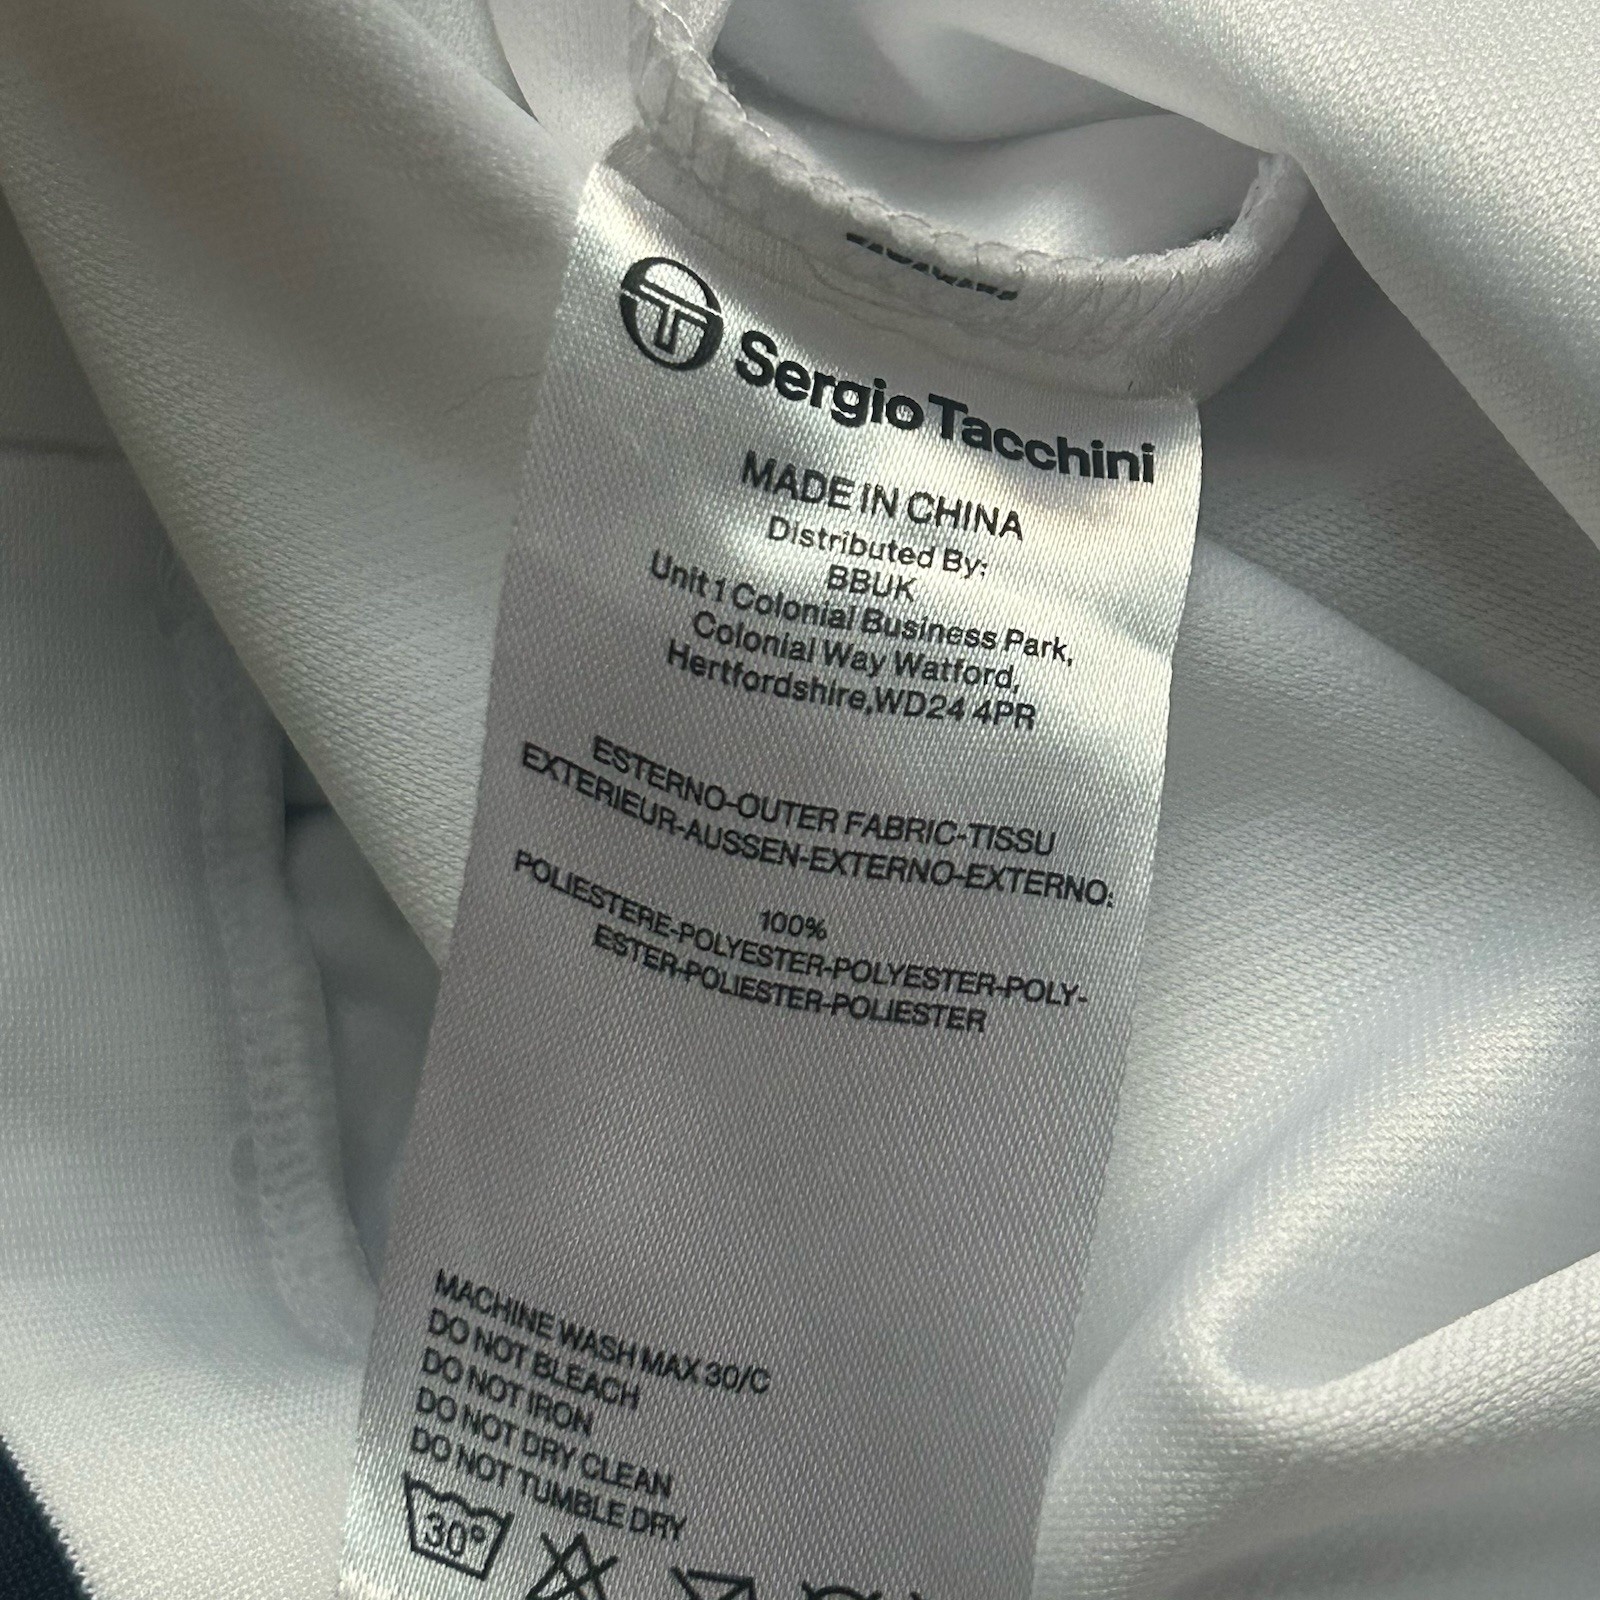 Sergio Tacchini
MADE IN CHINA
Distributed By:
BBUK
Unit 1 Colonial Business Park,
Colonial Way Watford,
Hertfordshire,WD24 4PR
ESTERNO-OUTER FABRIC-TISSU
EXTERIEUR-AUSSEN-EXTERNO-EXTERNO:
100%
POLIESTERE-POLYESTER-POLYESTER-POLY-
ESTER-POLIESTER-POLIESTER
MACHINE WASH MAX 30/C
DO NOT BLEACH
DO NOT IRON
DO NOT DRY CLEAN
DO NOT TUMBLE DRY
30°